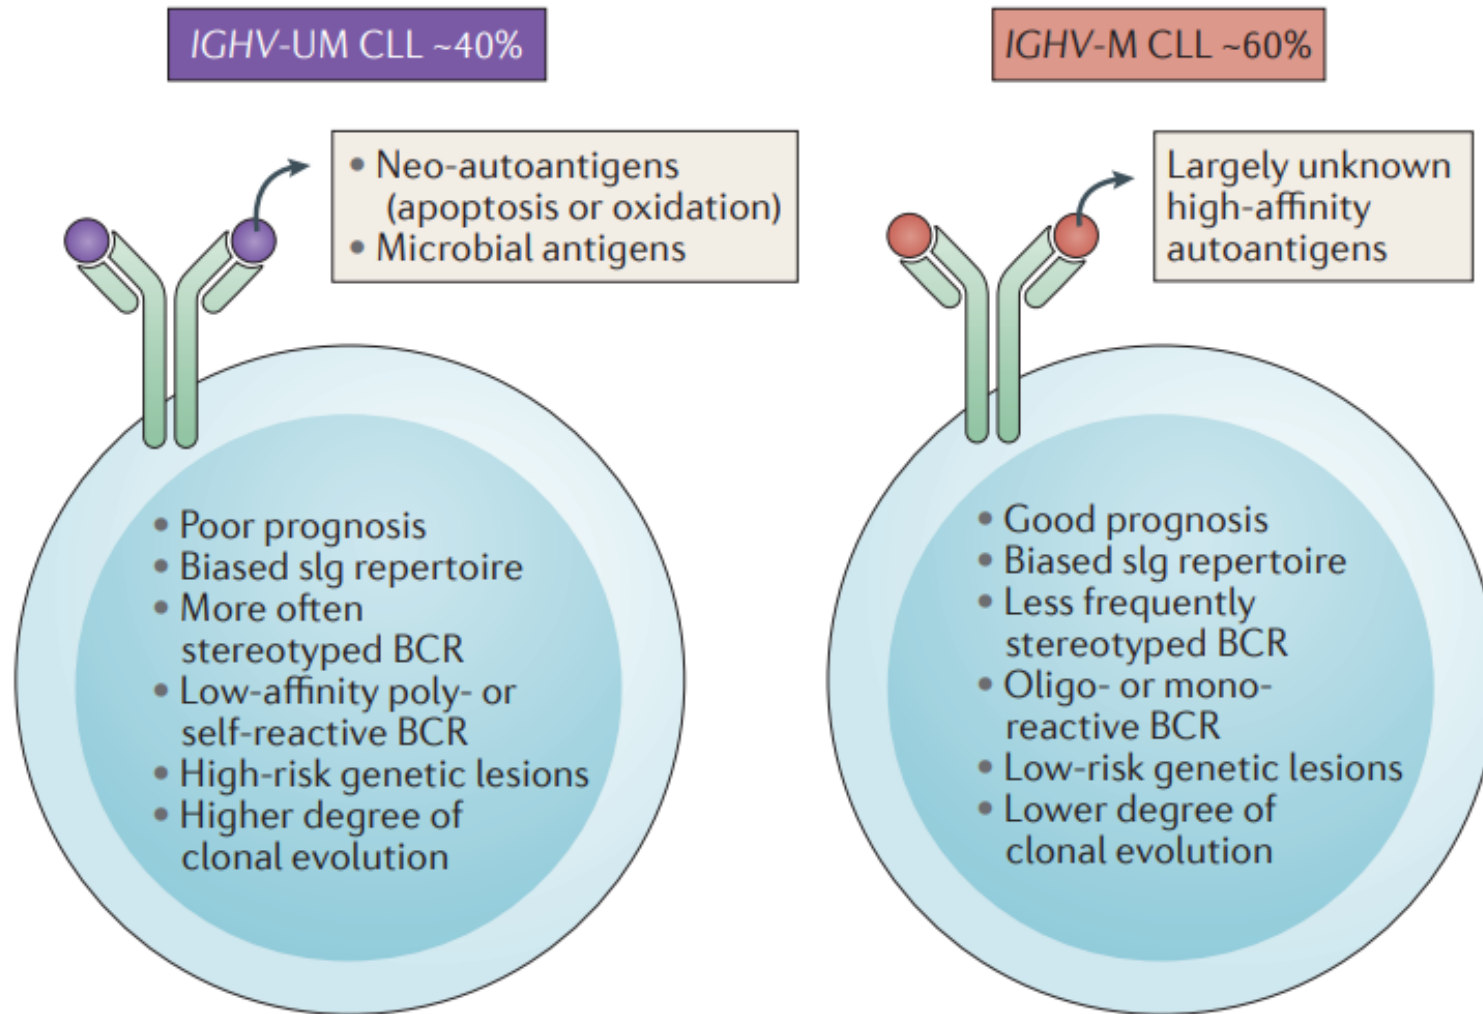 IGHV-UM CLL ~40%
• Neo-autoantigens
(apoptosis or oxidation)
• Microbial antigens
• Poor prognosis
• Biased slg repertoire
• More often
stereotyped BCR
• Low-affinity poly- or
self-reactive BCR
• High-risk genetic lesions
• Higher degree of
clonal evolution
IGHV-M CLL ~60%
Largely unknown
high-affinity
autoantigens
• Good prognosis
• Biased slg repertoire
• Less frequently
stereotyped BCR
• Oligo- or mono-
reactive BCR
• Low-risk genetic lesions
• Lower degree of
clonal evolution